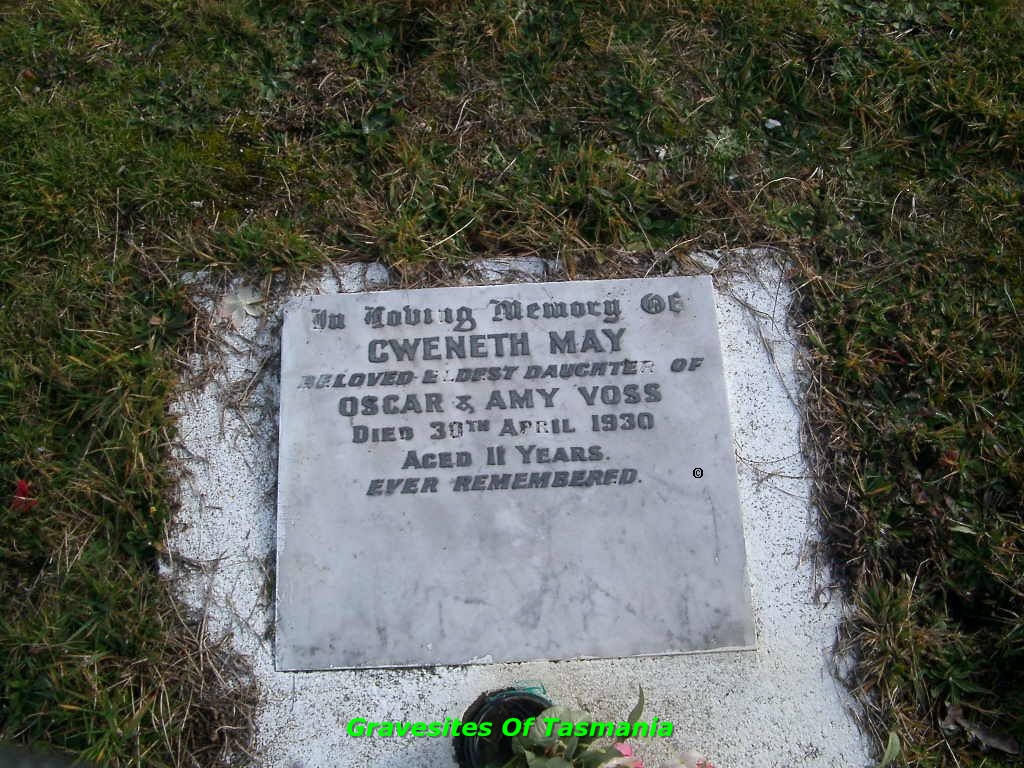 In Loving Memory Of
GWENETH MAY
BELOVED ELDEST DAUGHTER OF
OSCAR & AMY VOSS
DIED 30TH APRIL 1930
AGED 11 YEARS.
EVER REMEMBERED.
©
Gravesites Of Tasmania